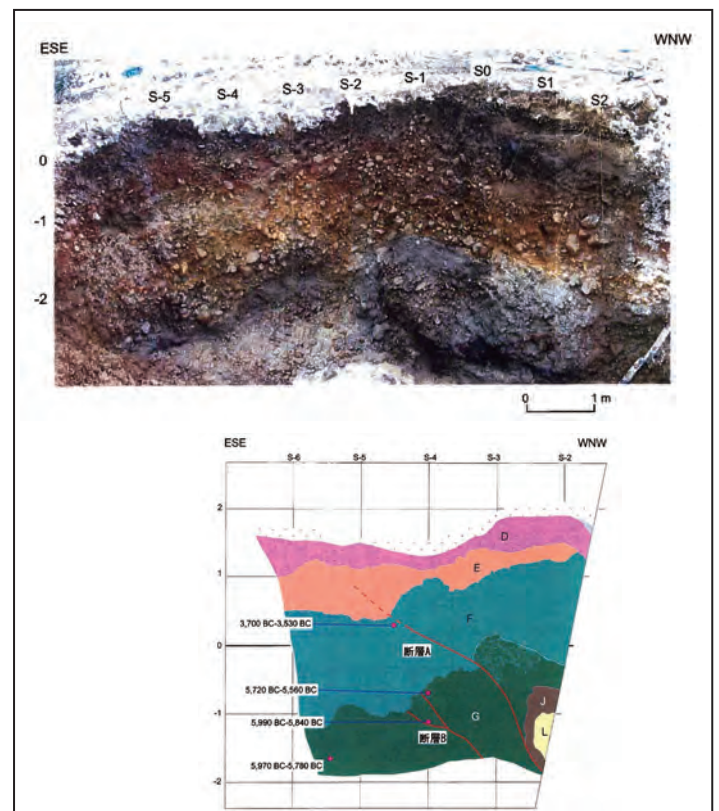 ESE
WNW
S-5 S-4 S-3 S-2 S-1 S0 S1 S2
0
-1
-2
0 1 m
ESE
WNW
S-6 S-5 S-4 S-3 S-2
2
D
E
1
F
3,700 BC-3,530 BC
0
断層A
5,720 BC-5,560 BC
J
G
-1
5,990 BC-5,840 BC
L
断層B
5,970 BC-5,780 BC
-2